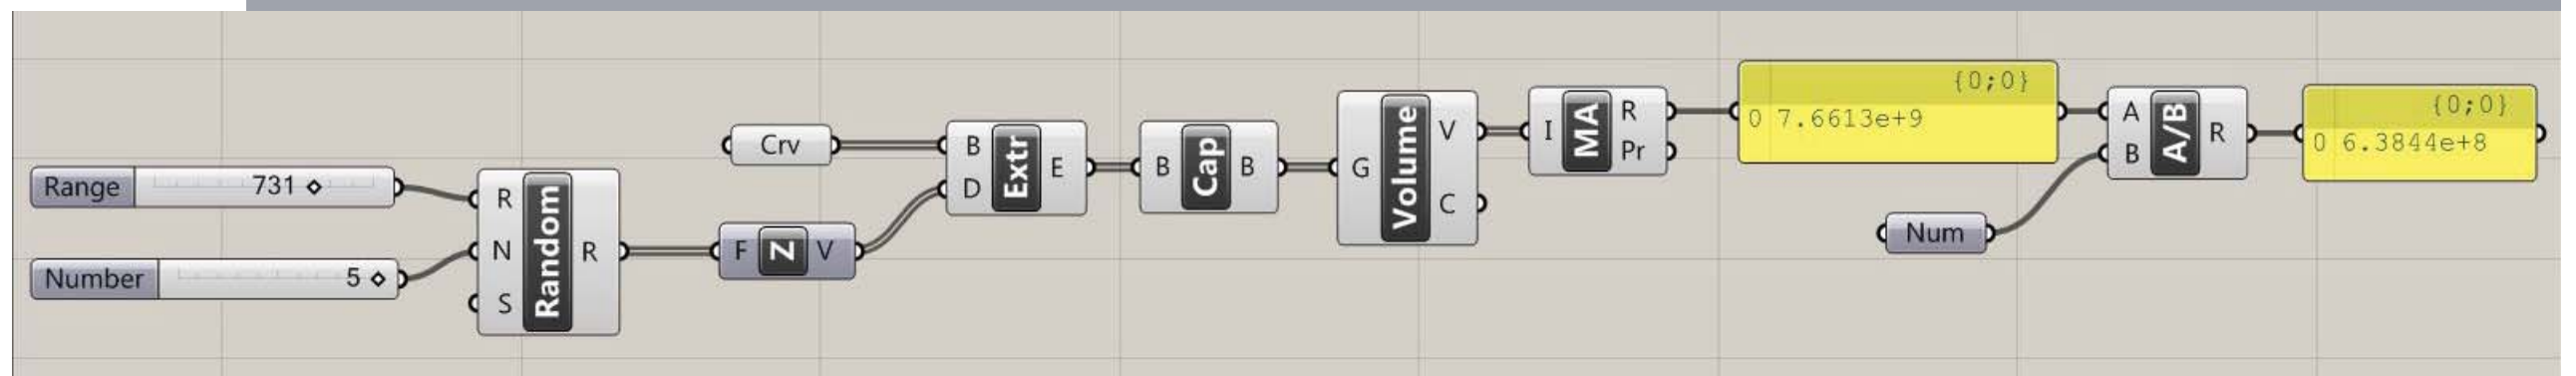 Range 731
Number 5
R
N
S
Random
R
Crv
F Z V
B
D
Extr
E
B Cap B
G
Volume
V
C
I
MA
R
Pr
{0;0}
0 7.6613e+9
Num
A
B
A/B
R
{0;0}
0 6.3844e+8